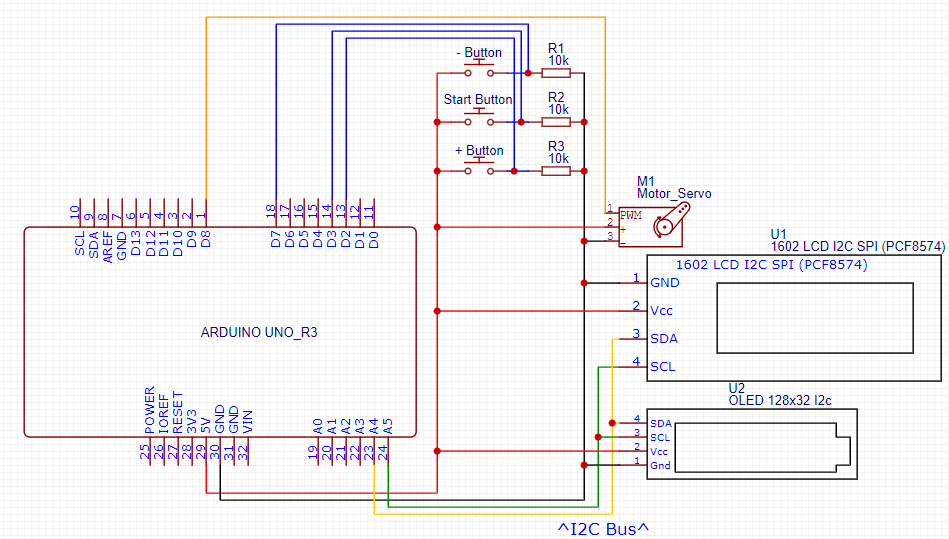 - Button
R1
10k
Start Button
R2
10k
+ Button
R3
10k
M1
Motor_Servo
1 PWM
2 +
3 -
10 9 8 7 6 5 4 3 2 1 18 17 16 15 14 13 12 11
SCL SDA AREF GND D13 D12 D11 D10 D9 D8 D7 D6 D5 D4 D3 D2 D1 D0
ARDUINO UNO_R3
POWER IOREF RESET 3V3 5V GND GND VIN A0 A1 A2 A3 A4 A5
25 26 27 28 29 30 31 32 19 20 21 22 23 24
U1
1602 LCD I2C SPI (PCF8574)
1602 LCD I2C SPI (PCF8574)
1 GND
2 Vcc
3 SDA
4 SCL
U2
OLED 128x32 I2c
4 SDA
3 SCL
2 Vcc
1 Gnd
^I2C Bus^